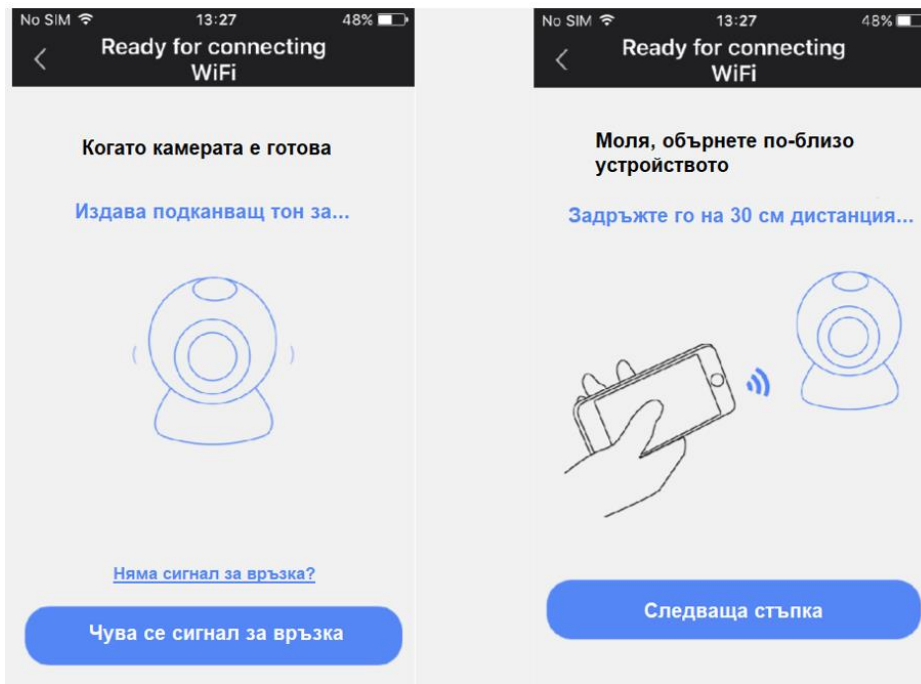 No SIM 13:27 48%
Ready for connecting
WiFi
Когато камерата е готова
Издава подканващ тон за...
Няма сигнал за връзка?
Чува се сигнал за връзка
No SIM 13:27 48%
Ready for connecting
WiFi
Моля, обърнете по-близо
устройството
Задръжте го на 30 см дистанция...
Следваща стъпка